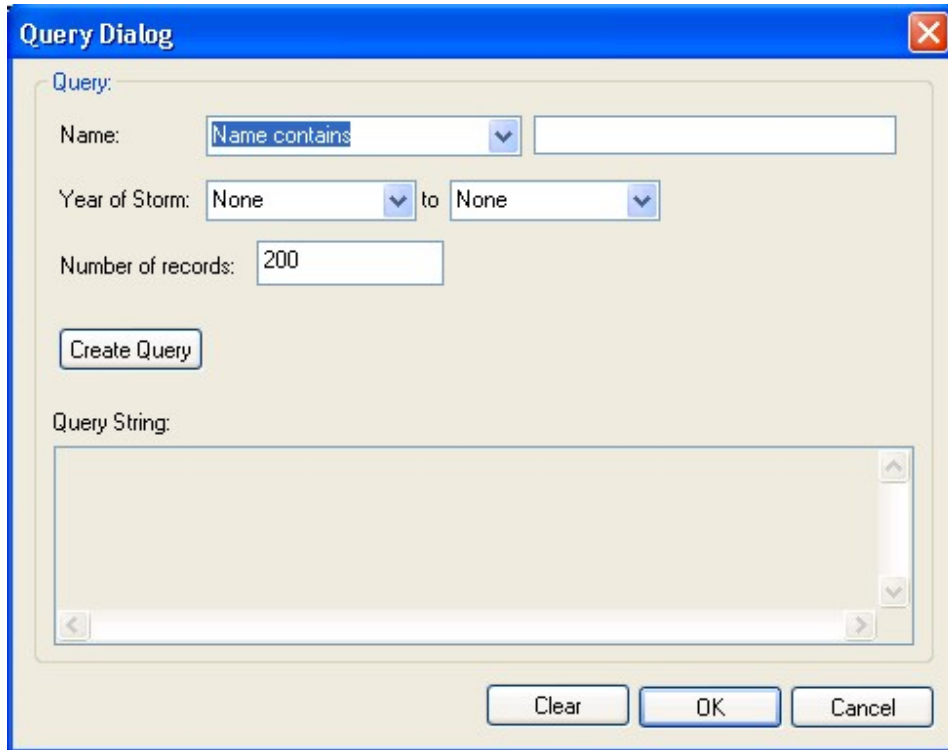 Query Dialog
Query:
Name: Name contains
Year of Storm: None to None
Number of records: 200
Create Query
Query String:
Clear OK Cancel